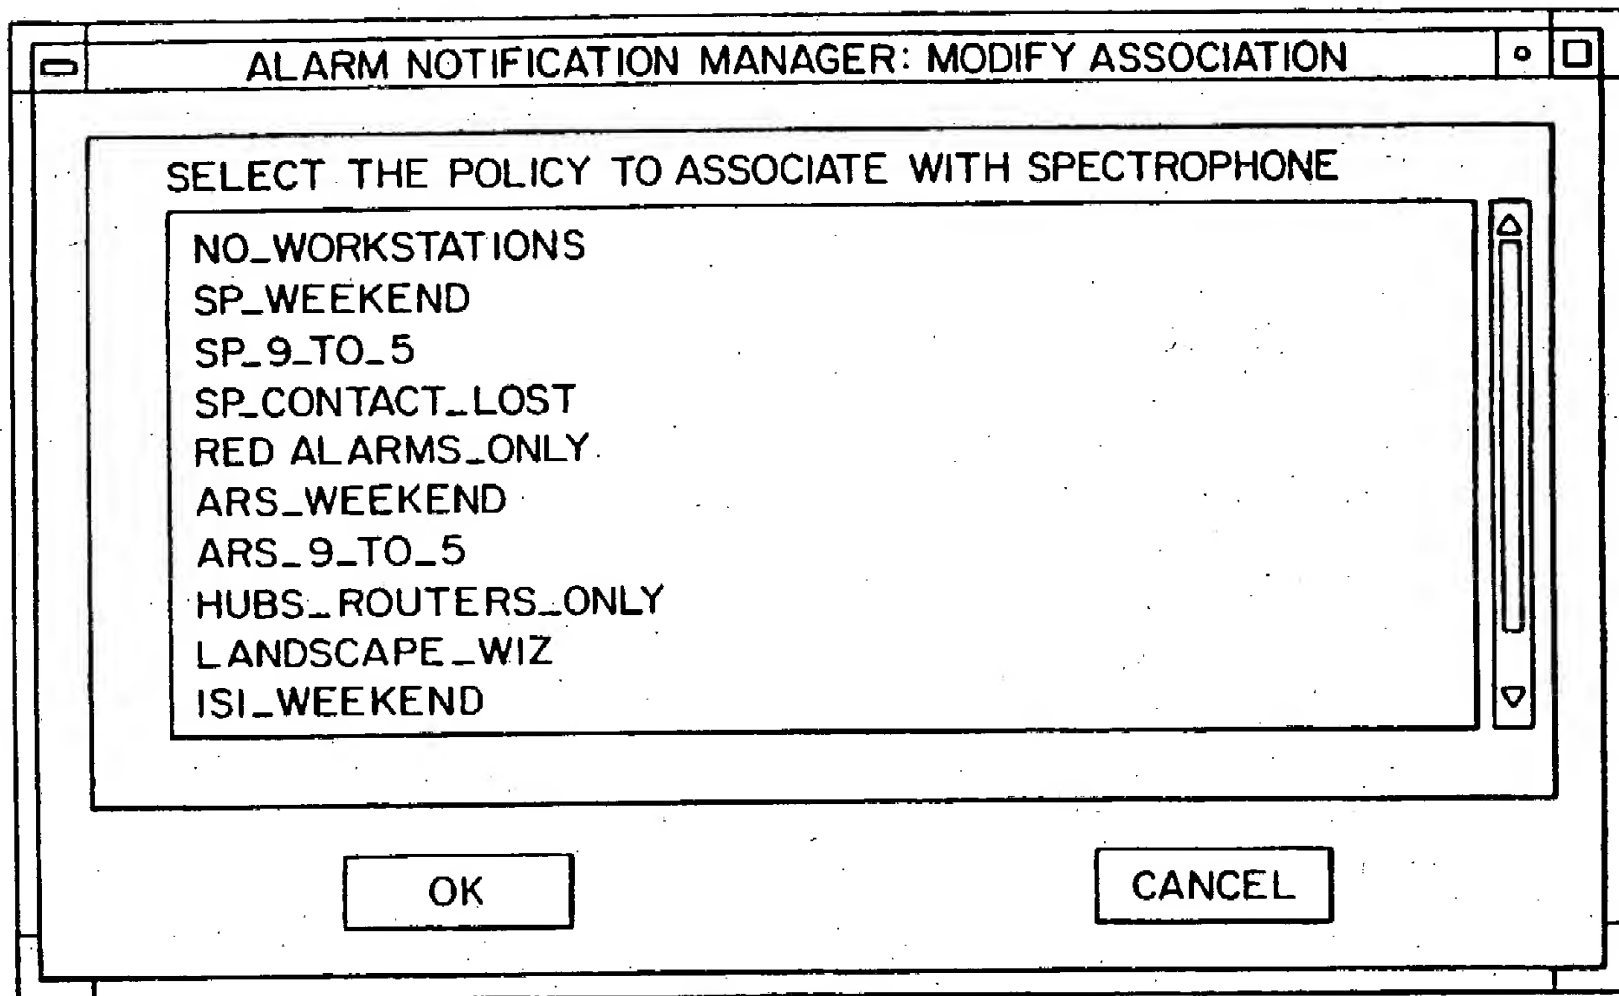 ALARM NOTIFICATION MANAGER: MODIFY ASSOCIATION
SELECT THE POLICY TO ASSOCIATE WITH SPECTROPHONE
NO_WORKSTATIONS
SP_WEEKEND
SP_9_TO_5
SP_CONTACT_LOST
RED ALARMS_ONLY
ARS_WEEKEND
ARS_9_TO_5
HUBS_ROUTERS_ONLY
LANDSCAPE_WIZ
ISI_WEEKEND
OK
CANCEL